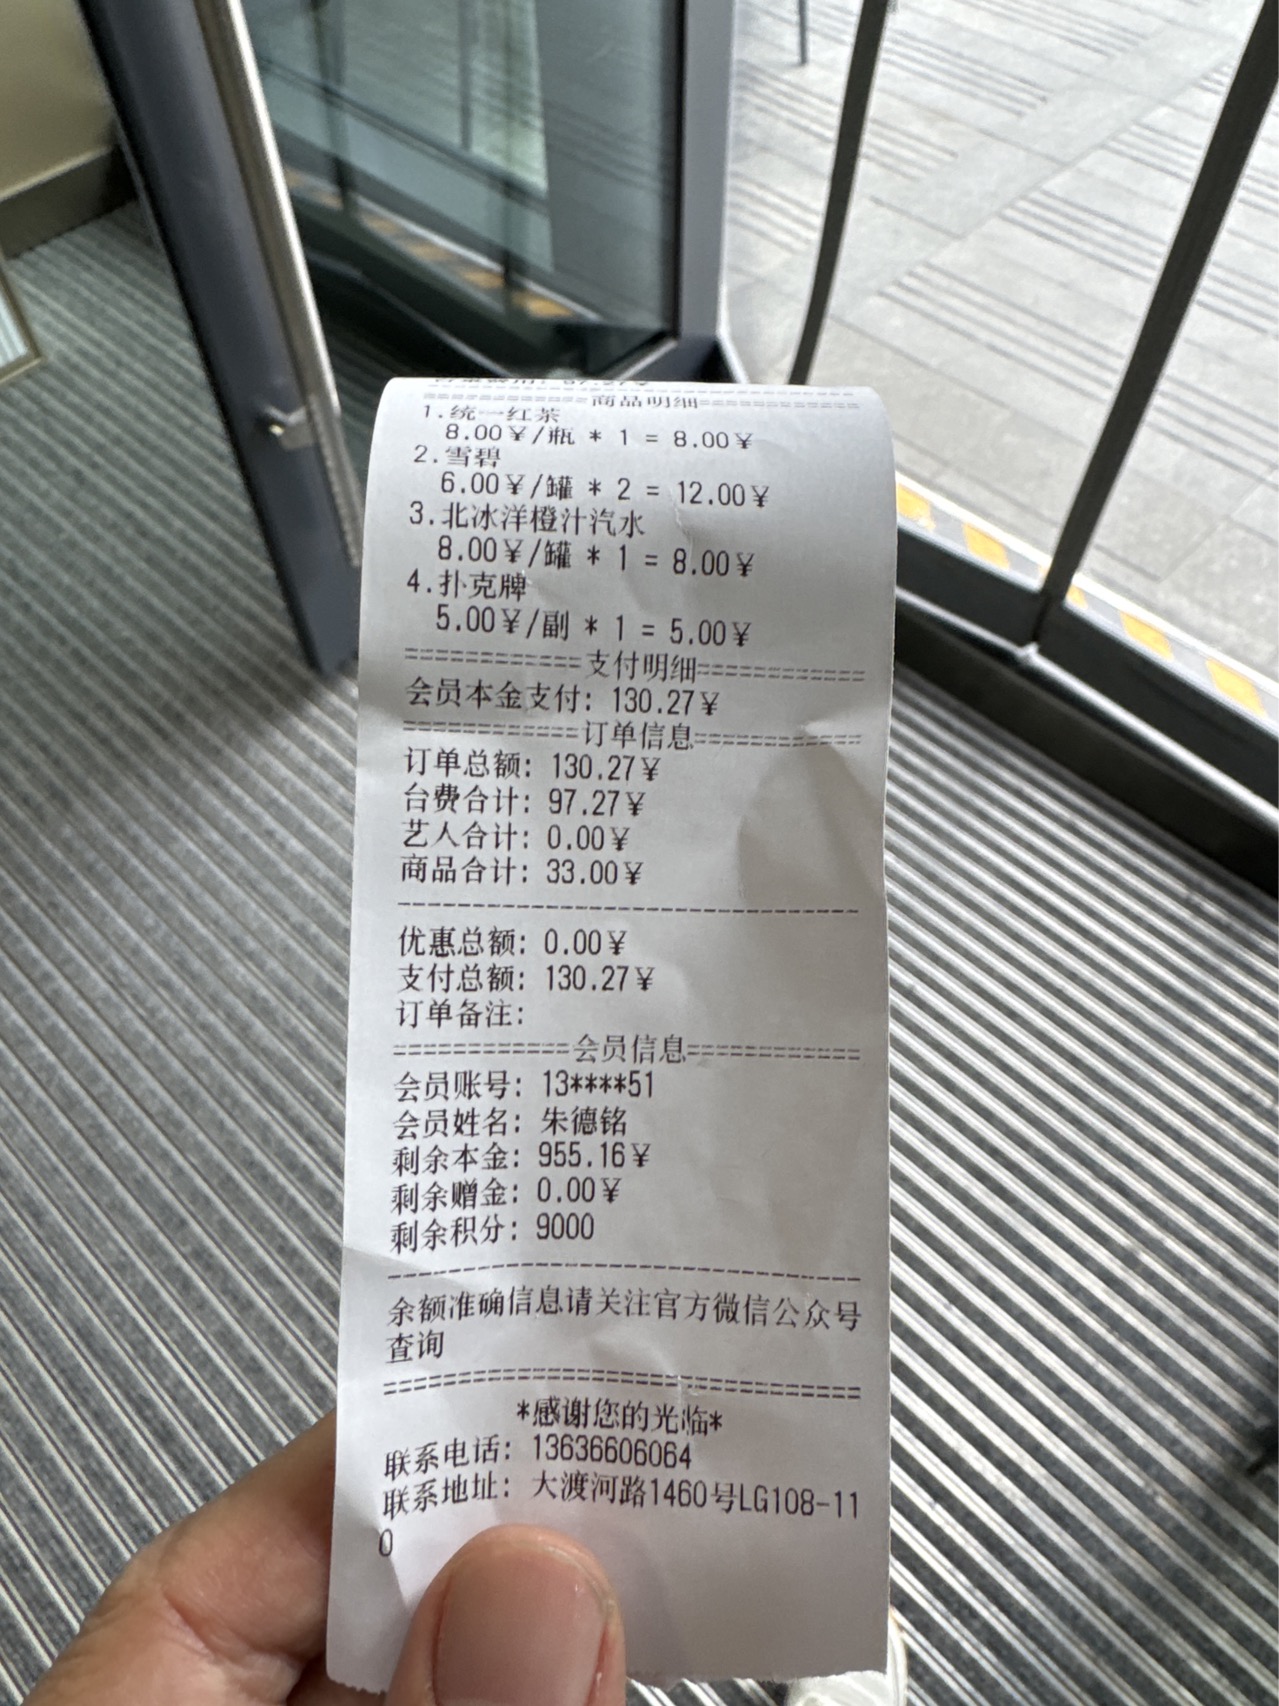 97.27¥
===========商品明细===========
1.统一红茶
8.00¥/瓶 * 1 = 8.00¥
2.雪碧
6.00¥/罐 * 2 = 12.00¥
3.北冰洋橙汁汽水
8.00¥/罐 * 1 = 8.00¥
4.扑克牌
5.00¥/副 * 1 = 5.00¥
===========支付明细===========
会员本金支付: 130.27¥
===========订单信息===========
订单总额: 130.27¥
台费合计: 97.27¥
艺人合计: 0.00¥
商品合计: 33.00¥
--------------------------------
优惠总额: 0.00¥
支付总额: 130.27¥
订单备注:
===========会员信息===========
会员账号: 13****51
会员姓名: 朱德铭
剩余本金: 955.16¥
剩余赠金: 0.00¥
剩余积分: 9000
--------------------------------
余额准确信息请关注官方微信公众号
查询
================================
*感谢您的光临*
联系电话: 13636606064
联系地址: 大渡河路1460号LG108-11
0